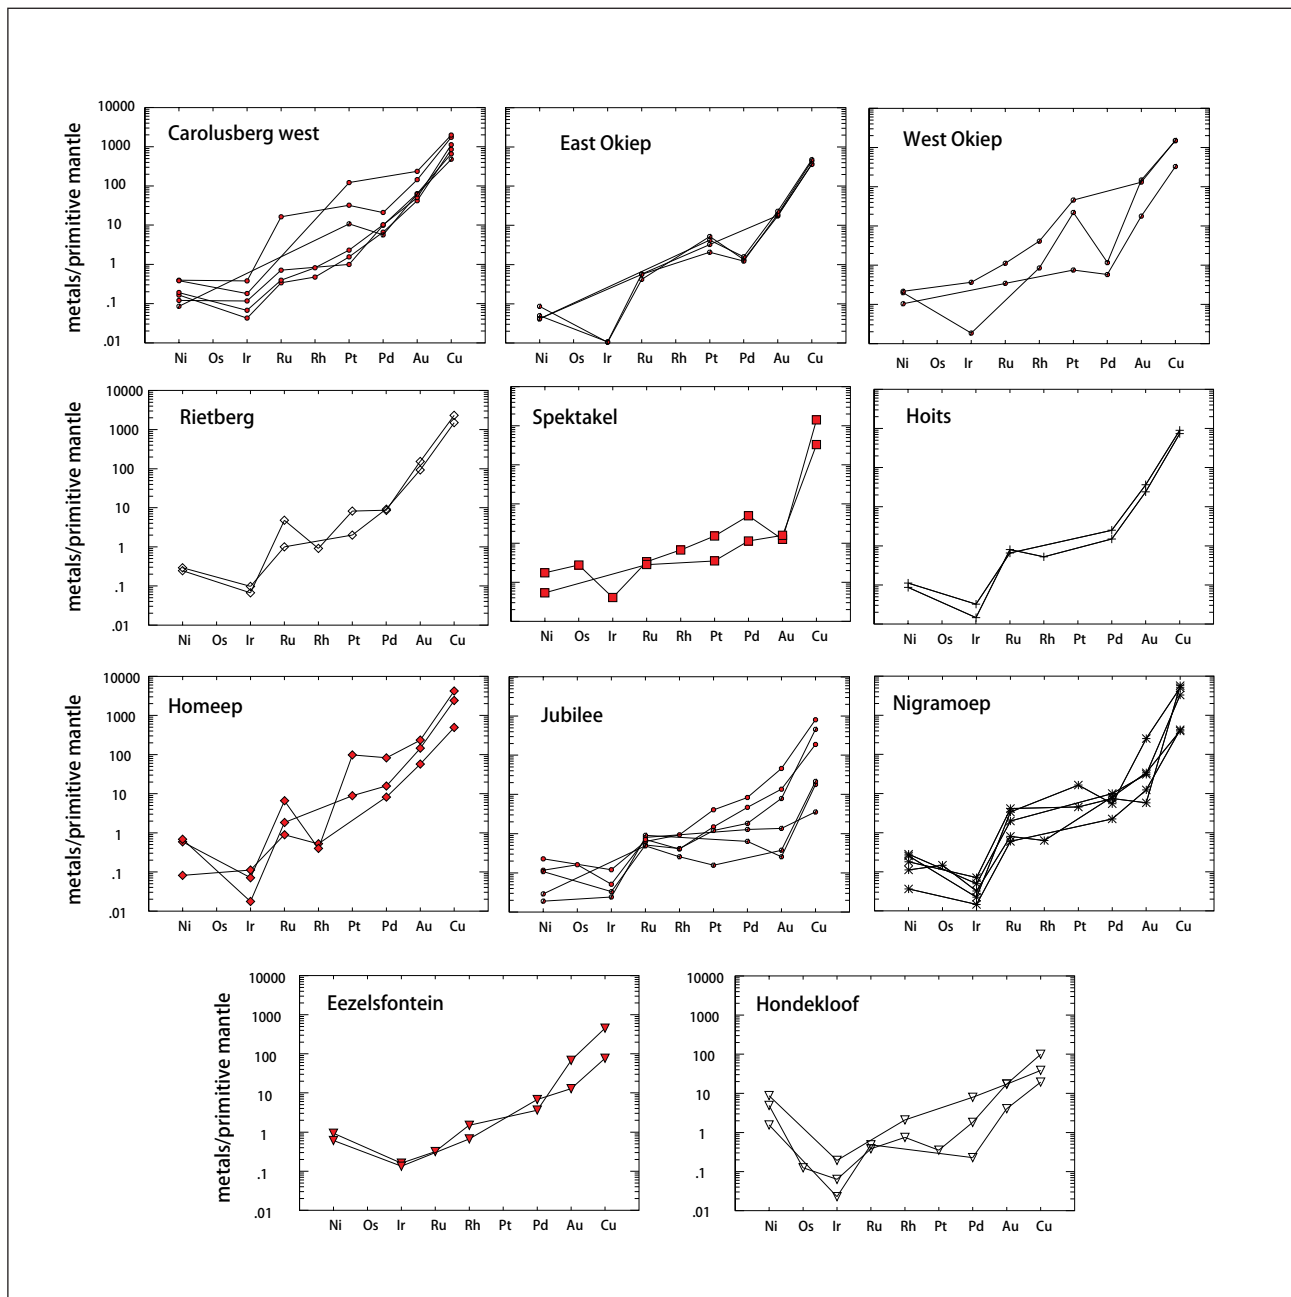 metals/primitive mantle
10000
1000
100
10
1
.1
.01
Carolusberg west
Ni Os Ir Ru Rh Pt Pd Au Cu
East Okiep
Ni Os Ir Ru Rh Pt Pd Au Cu
West Okiep
Ni Os Ir Ru Rh Pt Pd Au Cu
metals/primitive mantle
10000
1000
100
10
1
.1
.01
Rietberg
Ni Os Ir Ru Rh Pt Pd Au Cu
Spektakel
Ni Os Ir Ru Rh Pt Pd Au Cu
Hoits
Ni Os Ir Ru Rh Pt Pd Au Cu
metals/primitive mantle
10000
1000
100
10
1
.1
.01
Homeep
Ni Os Ir Ru Rh Pt Pd Au Cu
Jubilee
Ni Os Ir Ru Rh Pt Pd Au Cu
Nigramoep
Ni Os Ir Ru Rh Pt Pd Au Cu
metals/primitive mantle
10000
1000
100
10
1
.1
.01
Eezelsfontein
Ni Os Ir Ru Rh Pt Pd Au Cu
10000
1000
100
10
1
.1
.01
Hondekloof
Ni Os Ir Ru Rh Pt Pd Au Cu